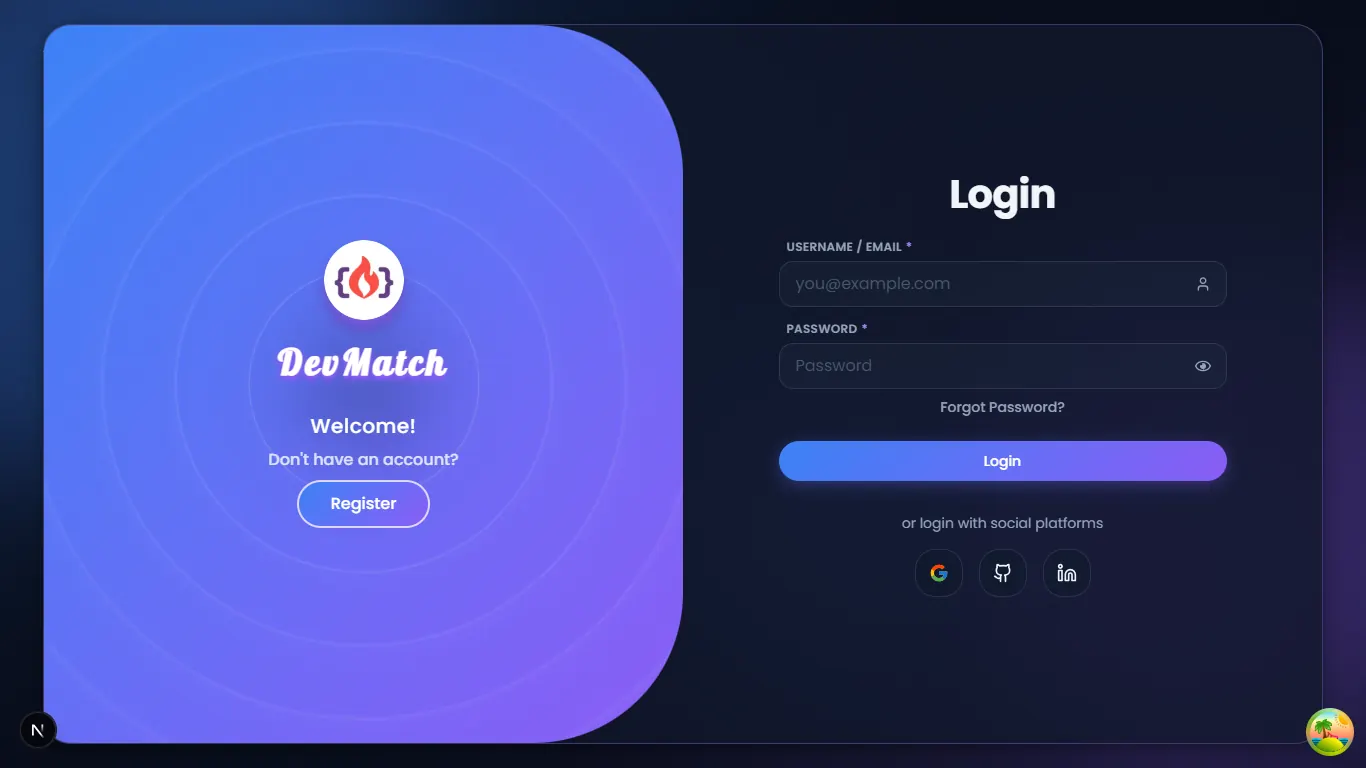 { }
DevMatch
Welcome!
Don't have an account?
Register
Login
USERNAME / EMAIL *
you@example.com
PASSWORD *
Password
Forgot Password?
Login
or login with social platforms
G
in
N